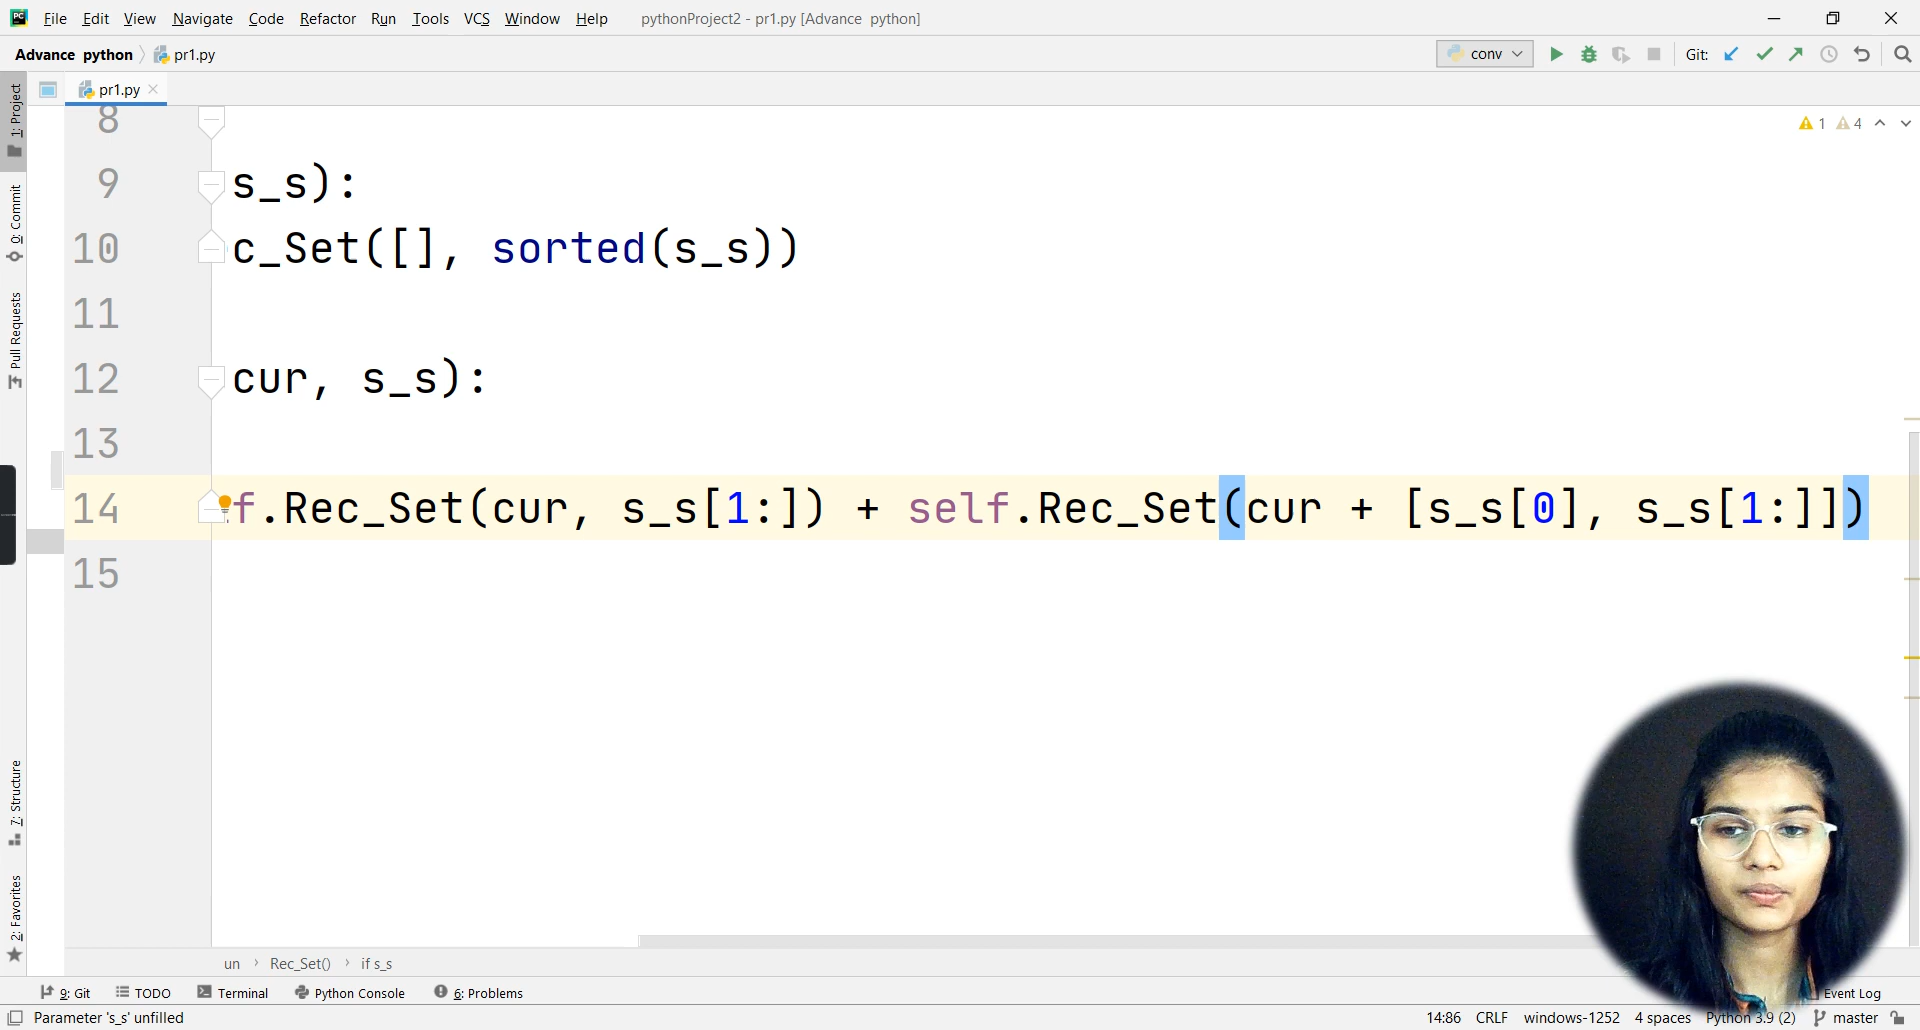 File Edit View Navigate Code Refactor Run Tools VCS Window Help pythonProject2 - pr1.py [Advance python]
Advance python pr1.py conv Git:
pr1.py
1 4
8
9 s_s):
10 c_Set([], sorted(s_s))
11
12 cur, s_s):
13
14 f.Rec_Set(cur, s_s[1:]) + self.Rec_Set(cur + [s_s[0], s_s[1:]])
15
1: Project
0: Commit
Pull Requests
7: Structure
2: Favorites
un Rec_Set() if s_s
9: Git TODO Terminal Python Console 6: Problems Event Log
Parameter 's_s' unfilled 14:86 CRLF windows-1252 4 spaces Python 3.9 (2) master